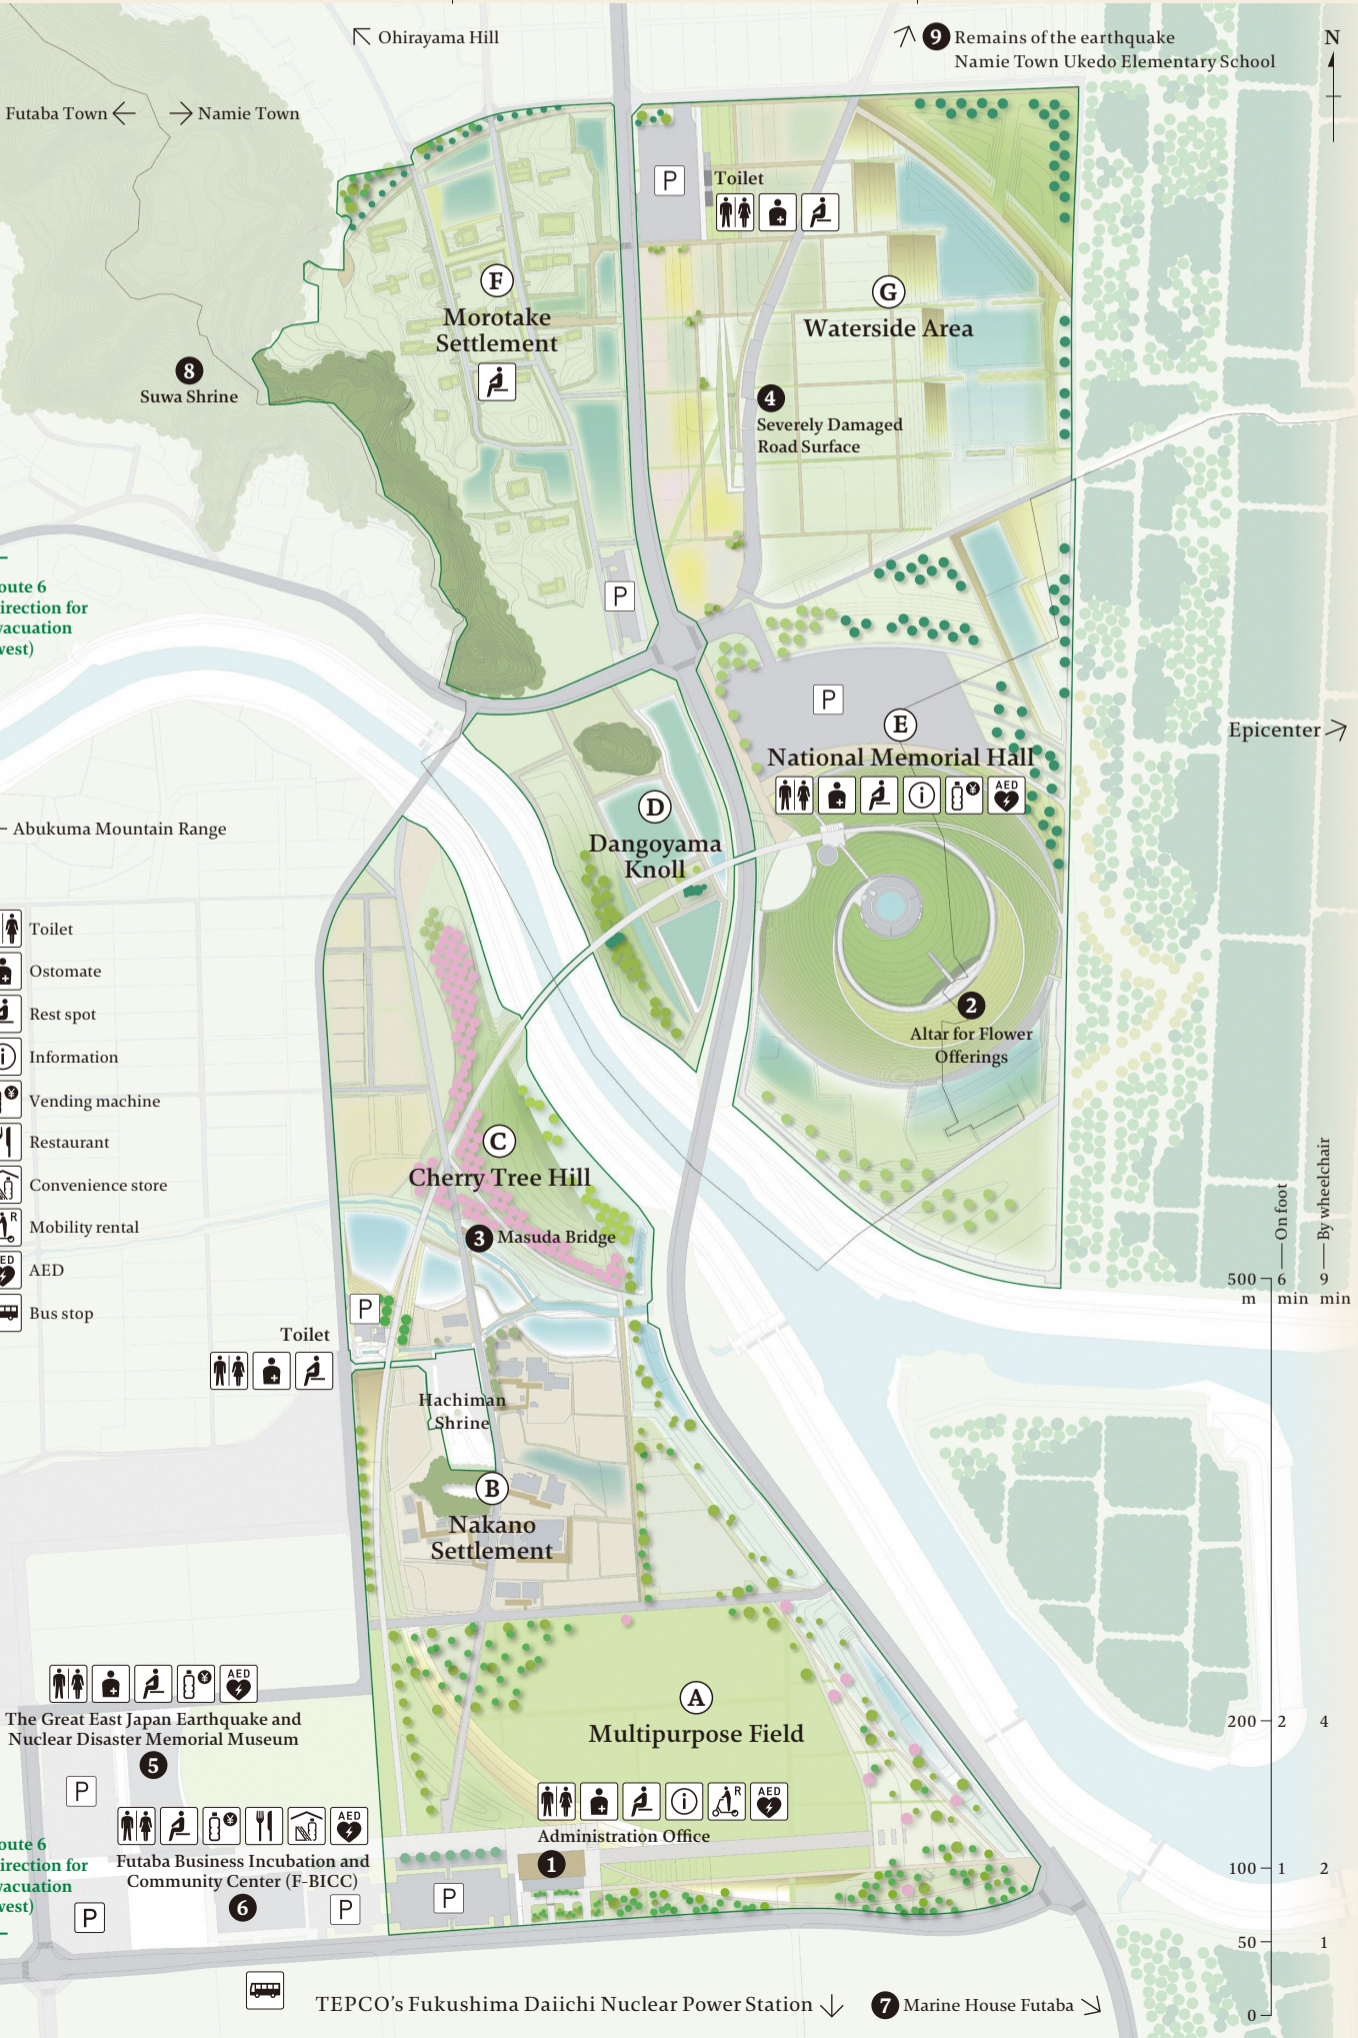 Ohirayama Hill
9 Remains of the earthquake
Namie Town Ukedo Elementary School
N
Futaba Town
Namie Town
P
Toilet
F
Morotake
Settlement
G
Waterside Area
8
Suwa Shrine
4
Severely Damaged
Road Surface
oute 6
irection for
vacuation
west)
P
P
E
National Memorial Hall
AED
Epicenter
D
Dangoyama
Knoll
Abukuma Mountain Range
Toilet
Ostomate
Rest spot
Information
Vending machine
Restaurant
Convenience store
R
Mobility rental
ED
AED
Bus stop
2
Altar for Flower
Offerings
C
Cherry Tree Hill
3 Masuda Bridge
P
Toilet
Hachiman
Shrine
B
Nakano
Settlement
On foot
By wheelchair
500 6 9
m min min
200 2 4
100 1 2
50 1
0
A
Multipurpose Field
R
AED
Administration Office
1
AED
The Great East Japan Earthquake and
Nuclear Disaster Memorial Museum
5
P
AED
Futaba Business Incubation and
Community Center (F-BICC)
6
P
P
P
oute 6
irection for
vacuation
west)
TEPCO's Fukushima Daiichi Nuclear Power Station
7 Marine House Futaba